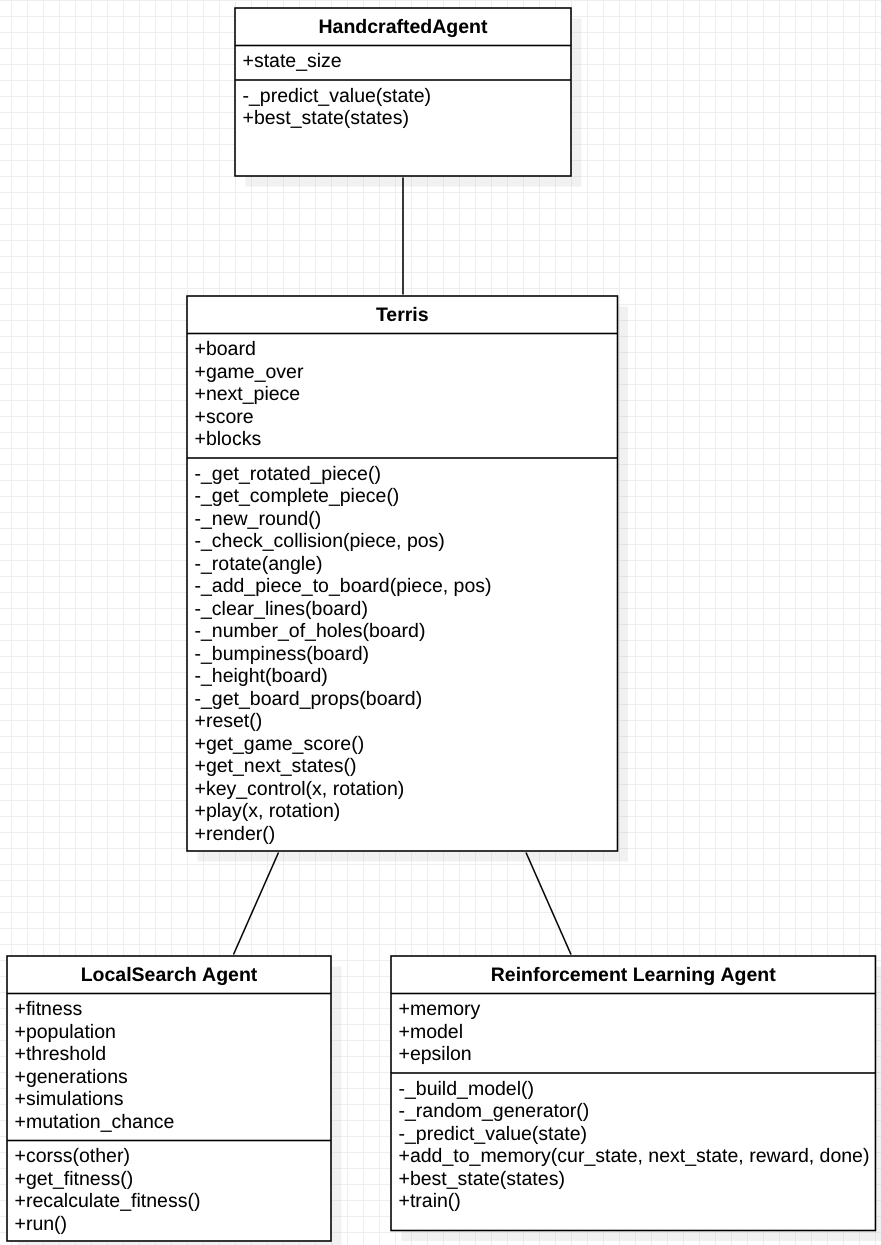 HandcraftedAgent
+state_size
-_predict_value(state)
+best_state(states)
Terris
+board
+game_over
+next_piece
+score
+blocks
-_get_rotated_piece()
-_get_complete_piece()
-_new_round()
-_check_collision(piece, pos)
-_rotate(angle)
-_add_piece_to_board(piece, pos)
-_clear_lines(board)
-_number_of_holes(board)
-_bumpiness(board)
-_height(board)
-_get_board_props(board)
+reset()
+get_game_score()
+get_next_states()
+key_control(x, rotation)
+play(x, rotation)
+render()
LocalSearch Agent
+fitness
+population
+threshold
+generations
+simulations
+mutation_chance
+corss(other)
+get_fitness()
+recalculate_fitness()
+run()
Reinforcement Learning Agent
+memory
+model
+epsilon
-_build_model()
-_random_generator()
-_predict_value(state)
+add_to_memory(cur_state, next_state, reward, done)
+best_state(states)
+train()